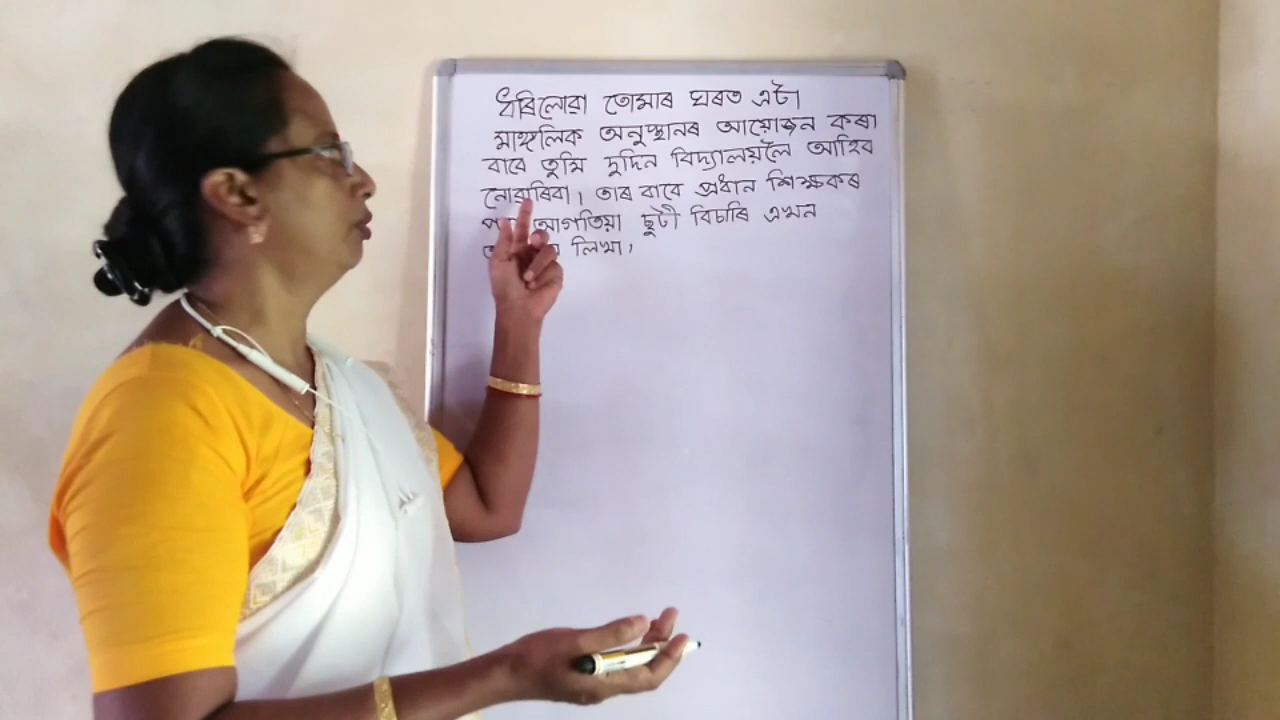 ধৰিলোৱা তোমাৰ ঘৰত এটা
মাঙ্গলিক অনুস্থানৰ আয়োজন কৰা
বাবে তুমি দুদিন বিদ্যালয়লৈ আহিব
নোৱাৰিবা। তাৰ বাবে প্ৰধান শিক্ষকৰ
আগতিয়া ছুটী বিচাৰি এখন
লিখা।